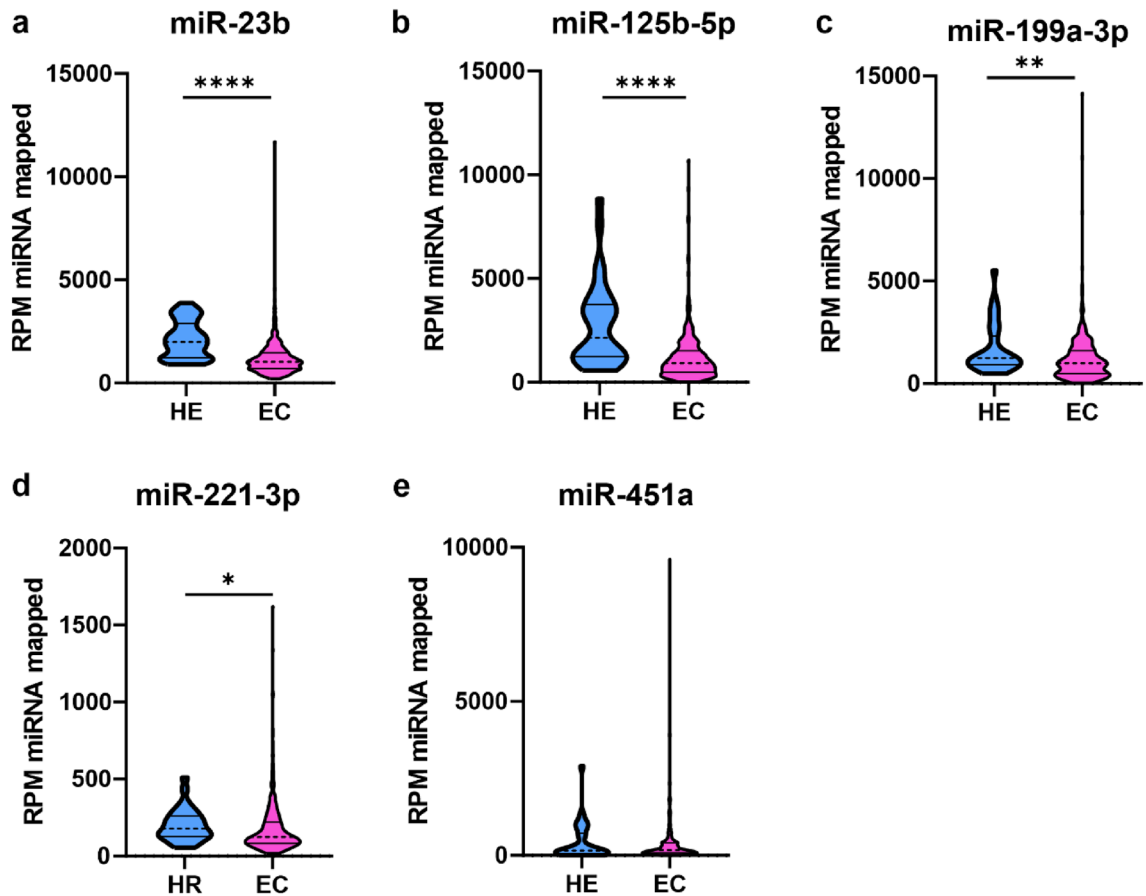 a
miR-23b
RPM miRNA mapped
15000
10000
5000
0
****
HE
EC
b
miR-125b-5p
RPM miRNA mapped
15000
10000
5000
0
****
HE
EC
c
miR-199a-3p
RPM miRNA mapped
15000
10000
5000
0
**
HE
EC
d
miR-221-3p
RPM miRNA mapped
2000
1500
1000
500
0
*
HR
EC
e
miR-451a
RPM miRNA mapped
10000
5000
0
HE
EC